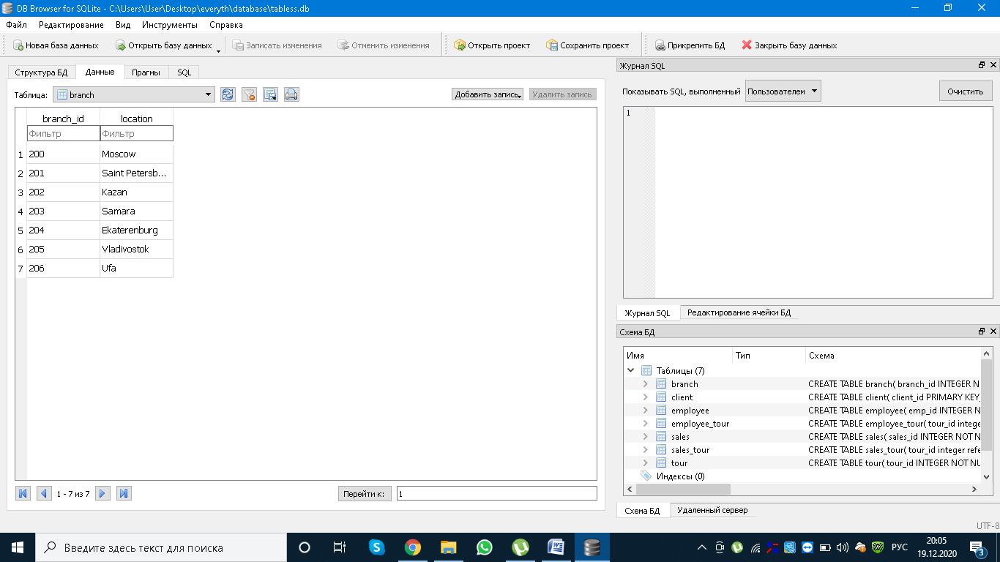 DB Browser for SQLite - C:\Users\User\Desktop\everyth\database\tabless.db
Файл Редактирование Вид Инструменты Справка
Новая база данных Открыть базу данных Записать изменения Отменить изменения Открыть проект Сохранить проект Прикрепить БД Закрыть базу данных
Структура БД Данные Прагмы SQL
Таблица: branch Добавить запись Удалить запись
branch_id location
Фильтр Фильтр
1 200 Moscow
2 201 Saint Petersb...
3 202 Kazan
4 203 Samara
5 204 Ekaterenburg
6 205 Vladivostok
7 206 Ufa
1 - 7 из 7 Перейти к: 1
Журнал SQL
Показывать SQL, выполненный Пользователем Очистить
1
Журнал SQL Редактирование ячейки БД
Схема БД
Имя Тип Схема
Таблицы (7)
branch CREATE TABLE branch( branch_id INTEGER N
client CREATE TABLE client( client_id PRIMARY KEY,
employee CREATE TABLE employee( emp_id INTEGER N
employee_tour CREATE TABLE employee_tour( tour_id intege
sales CREATE TABLE sales( sales_id INTEGER NOT N
sales_tour CREATE TABLE sales_tour( tour_id integer refe
tour CREATE TABLE tour( tour_id INTEGER NOT NU
Индексы (0)
Схема БД Удаленный сервер
UTF-8
Введите здесь текст для поиска
РУС
20:05
19.12.2020
3